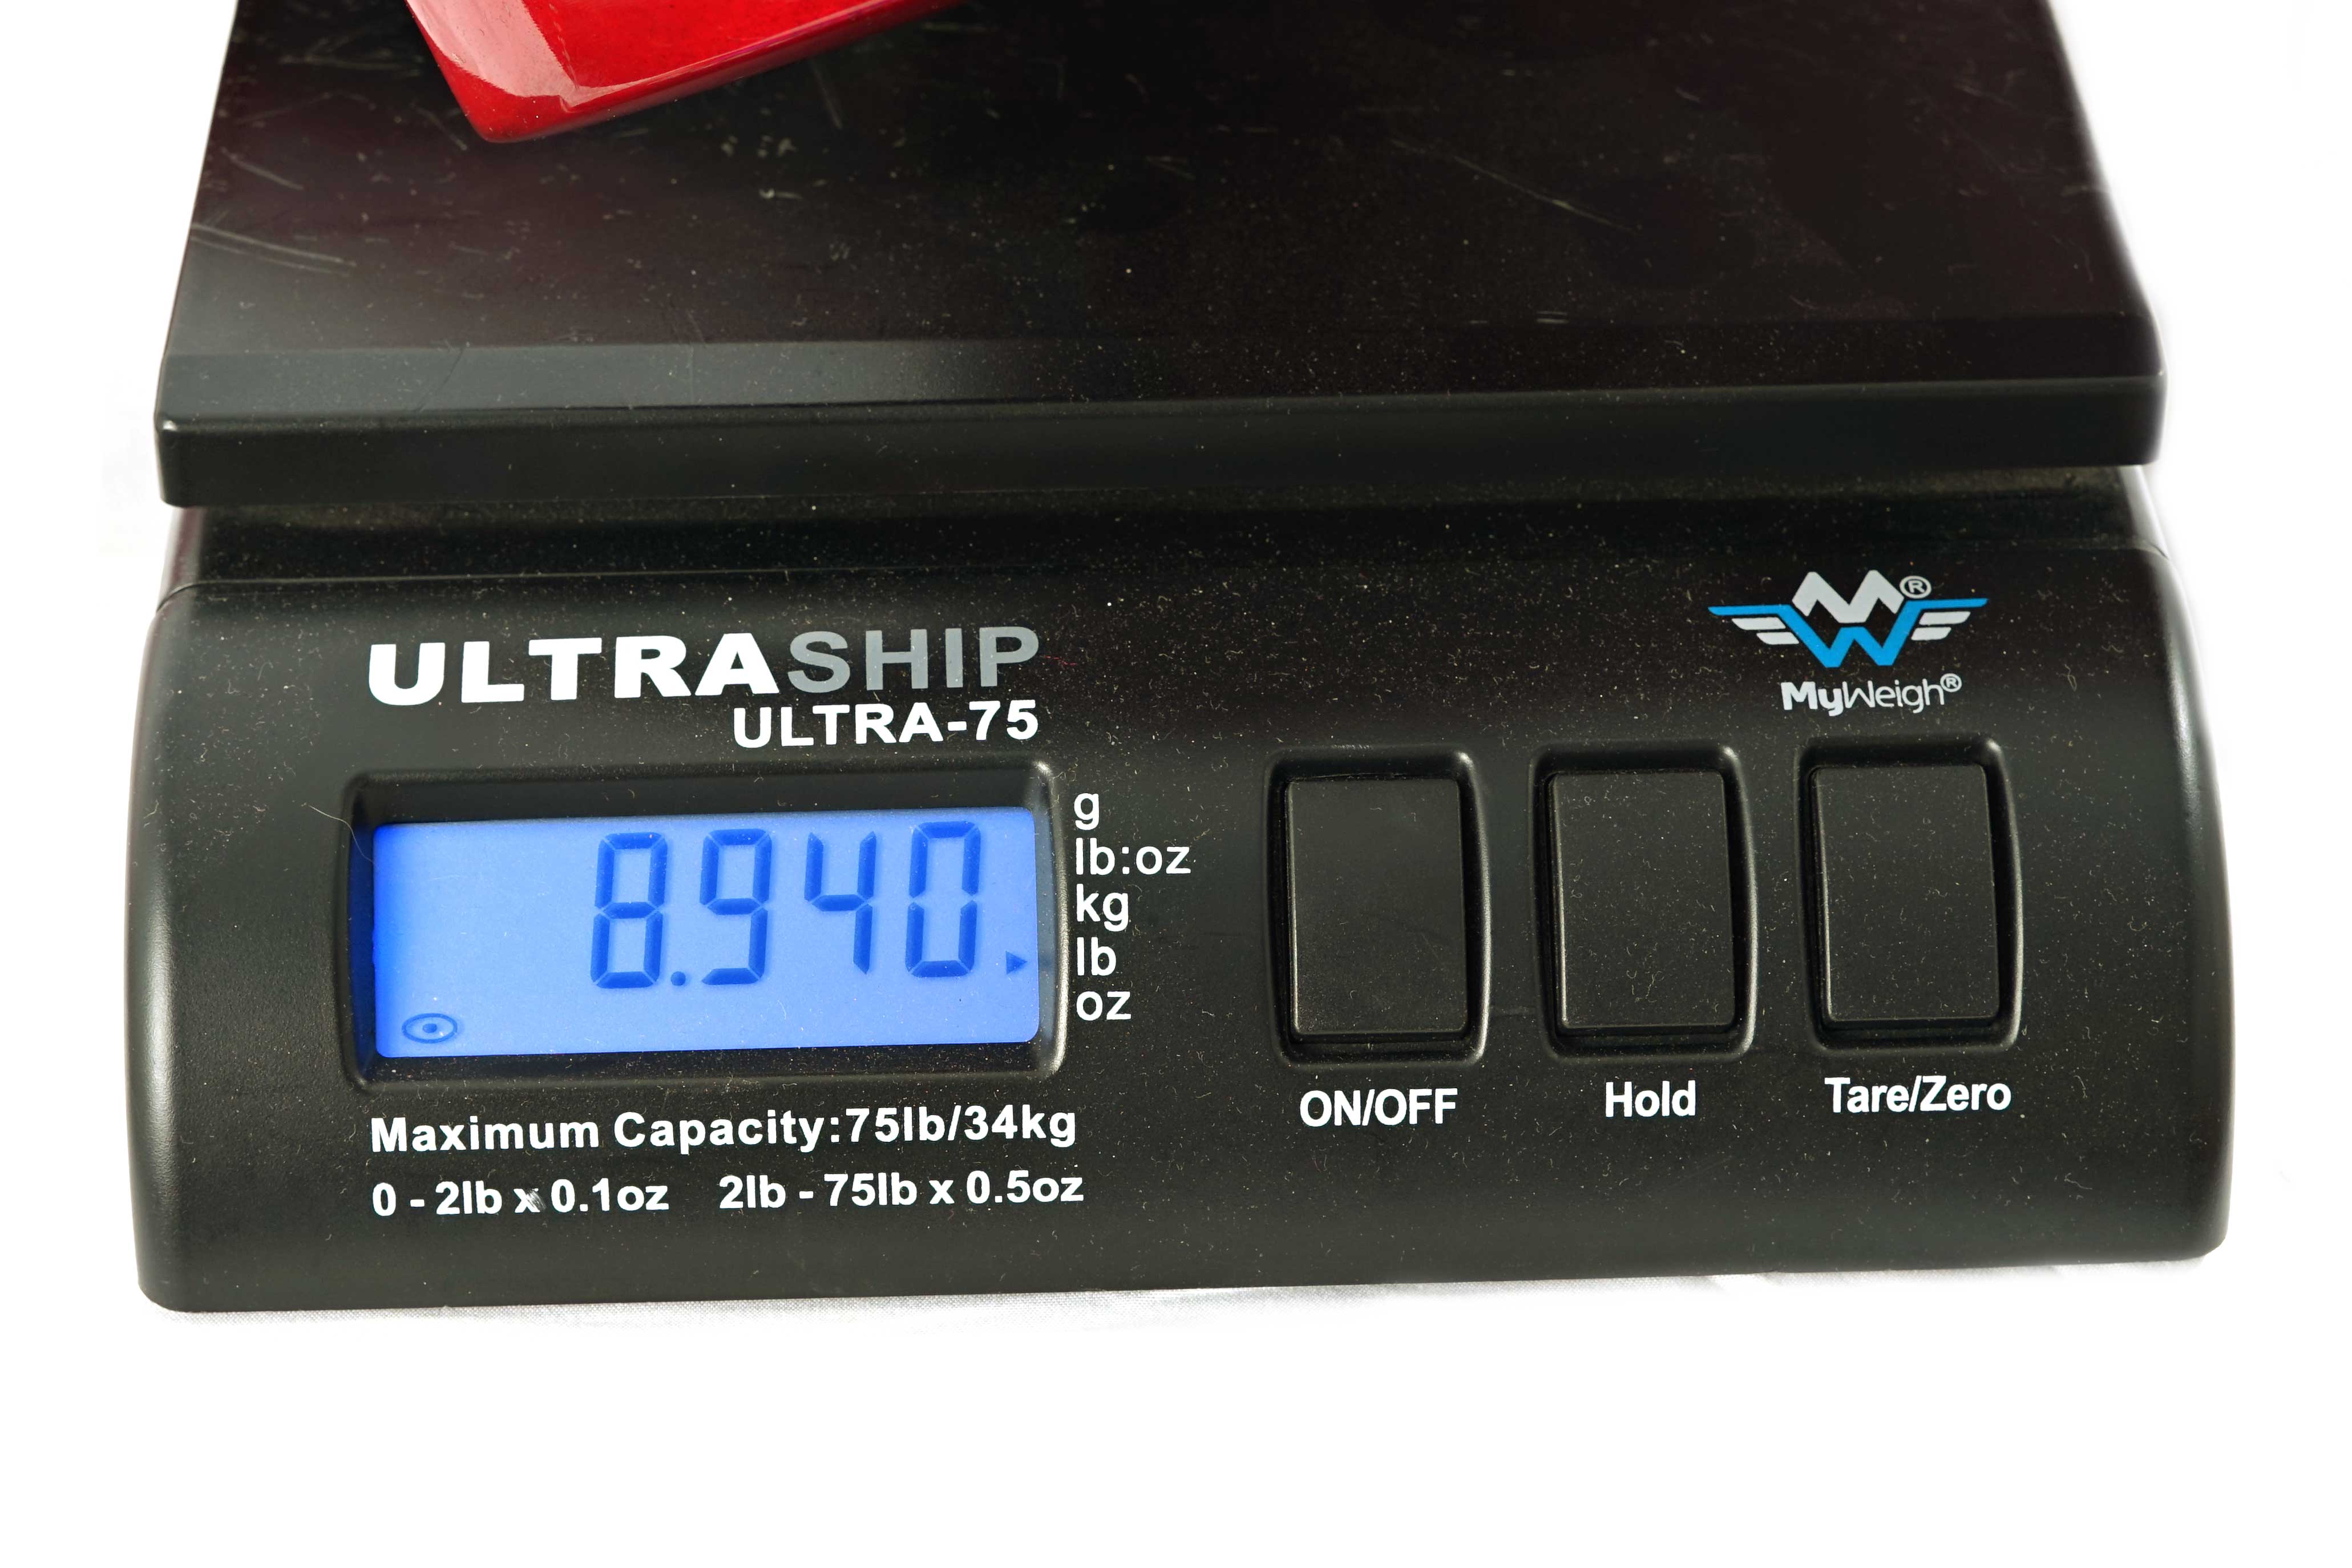 ULTRASHIP
ULTRA-75
MW®
MyWeigh®
8.940
g
lb:oz
kg
lb
oz
ON/OFF
Hold
Tare/Zero
Maximum Capacity:75lb/34kg
0 - 2lb x 0.1oz 2lb - 75lb x 0.5oz